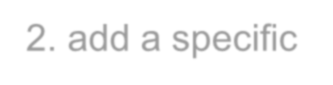 2. add a specific